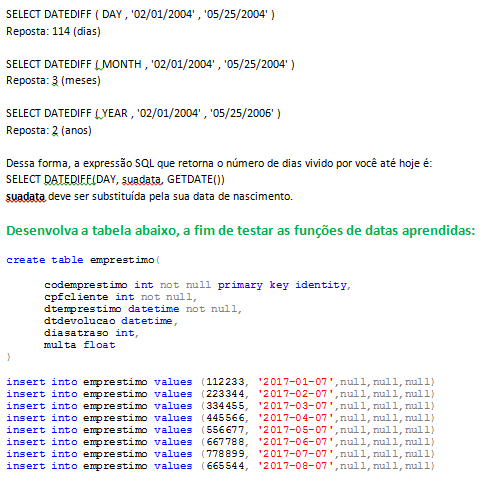 SELECT DATEDIFF ( DAY , '02/01/2004' , '05/25/2004' )
Reposta: 114 (dias)
SELECT DATEDIFF ( MONTH , '02/01/2004' , '05/25/2004' )
Reposta: 3 (meses)
SELECT DATEDIFF ( YEAR , '02/01/2004' , '05/25/2006' )
Reposta: 2 (anos)
Dessa forma, a expressão SQL que retorna o número de dias vivido por você até hoje é:
SELECT DATEDIFF(DAY, suadata, GETDATE())
suadata deve ser substituída pela sua data de nascimento.
Desenvolva a tabela abaixo, a fim de testar as funções de datas aprendidas:
create table emprestimo(
codemprestimo int not null primary key identity,
cpfcliente int not null,
dtemprestimo datetime not null,
dtdevolucao datetime,
diasatraso int,
multa float
)
insert into emprestimo values (112233, '2017-01-07',null,null,null)
insert into emprestimo values (223344, '2017-02-07',null,null,null)
insert into emprestimo values (334455, '2017-03-07',null,null,null)
insert into emprestimo values (445566, '2017-04-07',null,null,null)
insert into emprestimo values (556677, '2017-05-07',null,null,null)
insert into emprestimo values (667788, '2017-06-07',null,null,null)
insert into emprestimo values (778899, '2017-07-07',null,null,null)
insert into emprestimo values (665544, '2017-08-07',null,null,null)